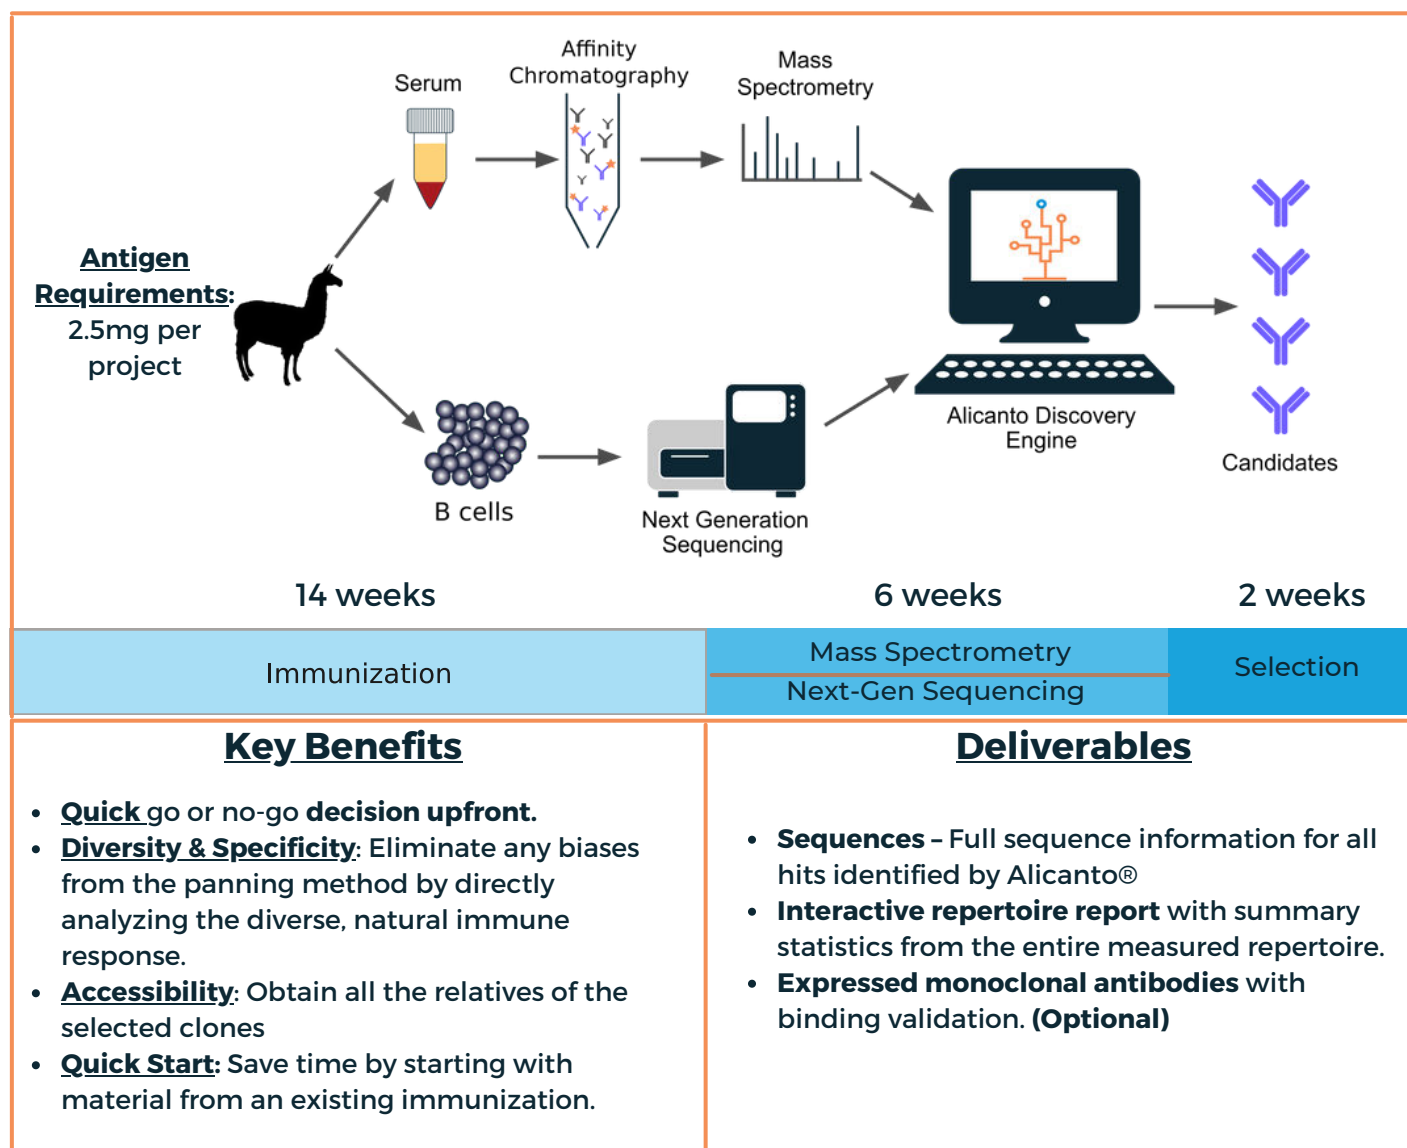 Affinity
Chromatography
Mass
Spectrometry
Serum
Antigen
Requirements:
2.5mg per
project
Alicanto Discovery
Engine
Candidates
B cells
Next Generation
Sequencing
14 weeks
6 weeks
2 weeks
Immunization
Mass Spectrometry
Next-Gen Sequencing
Selection
Key Benefits
• Quick go or no-go decision upfront.
• Diversity & Specificity: Eliminate any biases
from the panning method by directly
analyzing the diverse, natural immune
response.
• Accessibility: Obtain all the relatives of the
selected clones
• Quick Start: Save time by starting with
material from an existing immunization.
Deliverables
• Sequences – Full sequence information for all
hits identified by Alicanto®
• Interactive repertoire report with summary
statistics from the entire measured repertoire.
• Expressed monoclonal antibodies with
binding validation. (Optional)